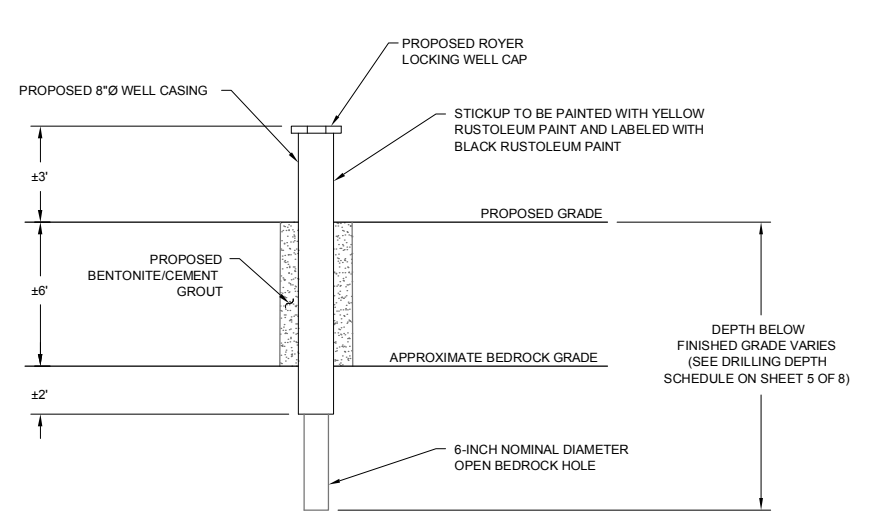 PROPOSED ROYER
LOCKING WELL CAP
PROPOSED 8"Ø WELL CASING
STICKUP TO BE PAINTED WITH YELLOW
RUSTOLEUM PAINT AND LABELED WITH
BLACK RUSTOLEUM PAINT
±3'
PROPOSED GRADE
PROPOSED
BENTONITE/CEMENT
GROUT
±6'
DEPTH BELOW
FINISHED GRADE VARIES
(SEE DRILLING DEPTH
SCHEDULE ON SHEET 5 OF 8)
APPROXIMATE BEDROCK GRADE
±2'
6-INCH NOMINAL DIAMETER
OPEN BEDROCK HOLE